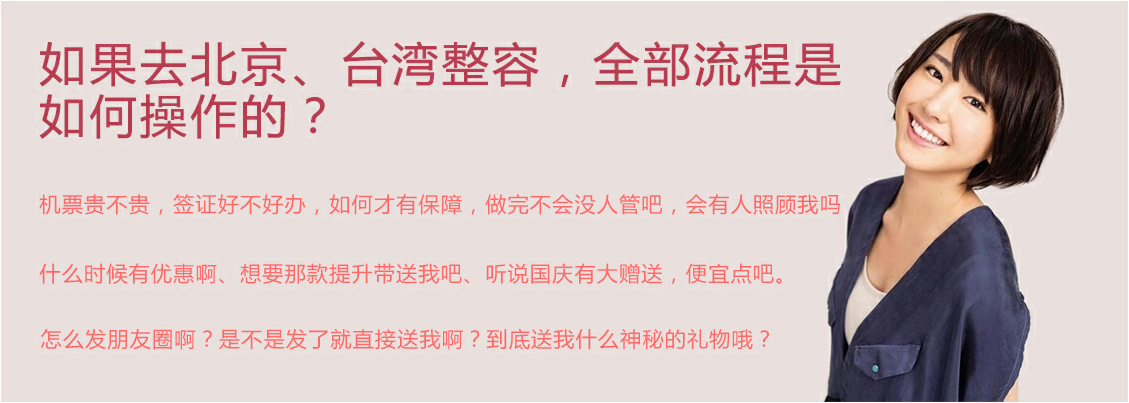 如果去北京、台湾整容，全部流程是
如何操作的？
机票贵不贵，签证好不好办，如何才有保障，做完不会没人管吧，会有人照顾我吗
什么时候有优惠啊、想要那款提升带送我吧、听说国庆有大赠送，便宜点吧。
怎么发朋友圈啊？是不是发了就直接送我啊？到底送我什么神秘的礼物哦？